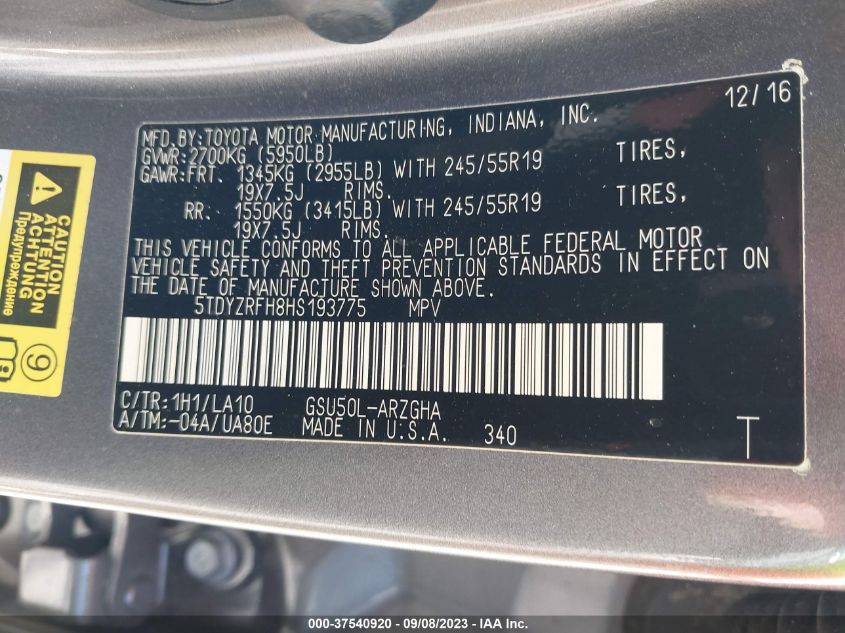 12/16
MFD.BY:TOYOTA MOTOR MANUFACTURING, INDIANA, INC.
GVWR:2700KG (5950LB)
GAWR:FRT. 1345KG (2955LB) WITH 245/55R19 TIRES,
19X7.5J RIMS.
RR. 1550KG (3415LB) WITH 245/55R19 TIRES,
19X7.5J RIMS.
THIS VEHICLE CONFORMS TO ALL APPLICABLE FEDERAL MOTOR
VEHICLE SAFETY AND THEFT PREVENTION STANDARDS IN EFFECT ON
THE DATE OF MANUFACTURE SHOWN ABOVE.
5TDYZRFH8HS193775 MPV
C/TR:1H1/LA10 GSU50L-ARZGHA
A/TM:-04A/UA80E MADE IN U.S.A. 340
T
CAUTION
ATTENTION
ACHTUNG
Предупреждение
9
000-37540920 - 09/08/2023 - IAA Inc.